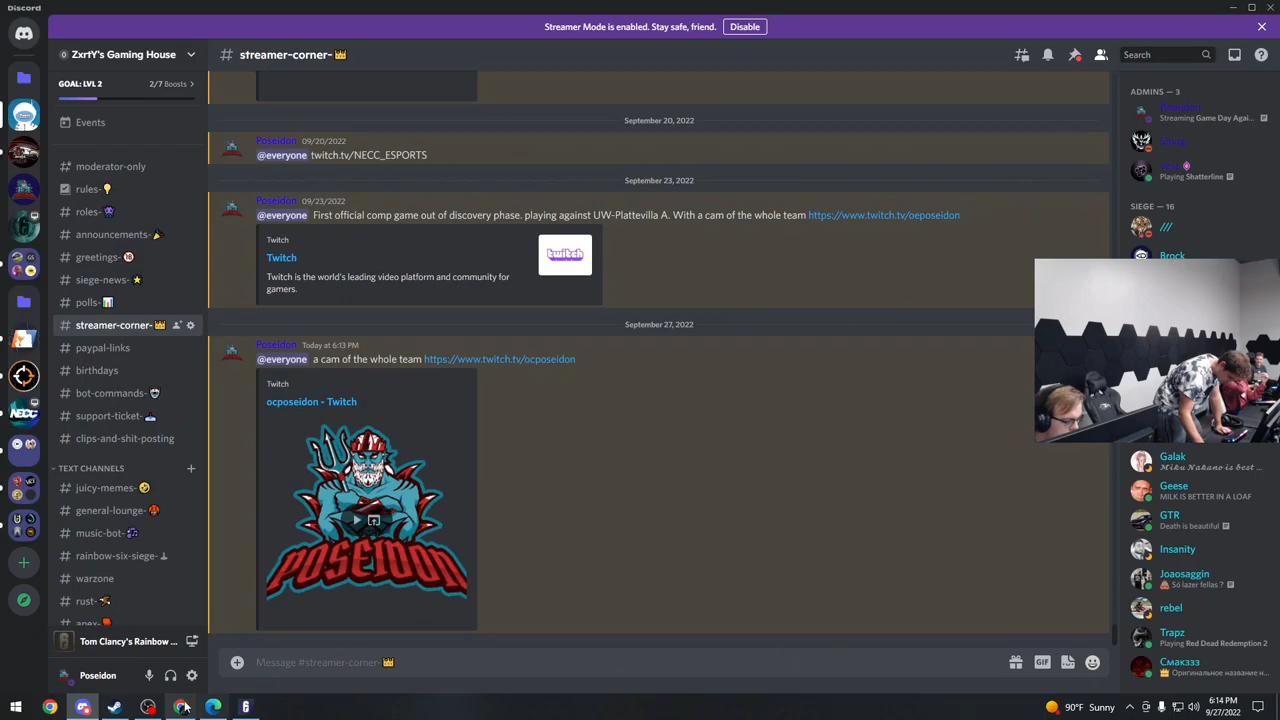 Discord
Streamer Mode is enabled. Stay safe, friend. Disable
ZxrtY's Gaming House
GOAL: LVL 2 2/7 Boosts >
Events
moderator-only
rules-
roles-
announcements-
greetings-
siege-news-
polls-
streamer-corner-
paypal-links
birthdays
bot-commands-
support-ticket-
clips-and-shit-posting
TEXT CHANNELS
juicy-memes-
general-lounge-
music-bot-
rainbow-six-siege-
warzone
rust-
apex-
Tom Clancy's Rainbow ...
Poseidon
# streamer-corner-
Search
September 20, 2022
Poseidon 09/20/2022
@everyone twitch.tv/NECC_ESPORTS
September 23, 2022
Poseidon 09/23/2022
@everyone First official comp game out of discovery phase. playing against UW-Plattevilla A. With a cam of the whole team https://www.twitch.tv/oeposeidon
Twitch
Twitch
Twitch is the world's leading video platform and community for
gamers.
twitch
September 27, 2022
Poseidon Today at 6:13 PM
@everyone a cam of the whole team https://www.twitch.tv/ocposeidon
Twitch
ocposeidon - Twitch
POSEIDON
Message #streamer-corner-
GIF
ADMINS — 3
Poseidon
Streaming Game Day Agai...
Playing Shatterline
SIEGE — 16
///
Brock
Galak
Miku Nakano is best ...
Geese
MILK IS BETTER IN A LOAF
GTR
Death is beautiful
Insanity
Joaosaggin
Só lazer fellas ?
rebel
Trapz
Playing Red Dead Redemption 2
Смакззз
Оригинальное название н...
NECC
90°F Sunny
6:14 PM
9/27/2022